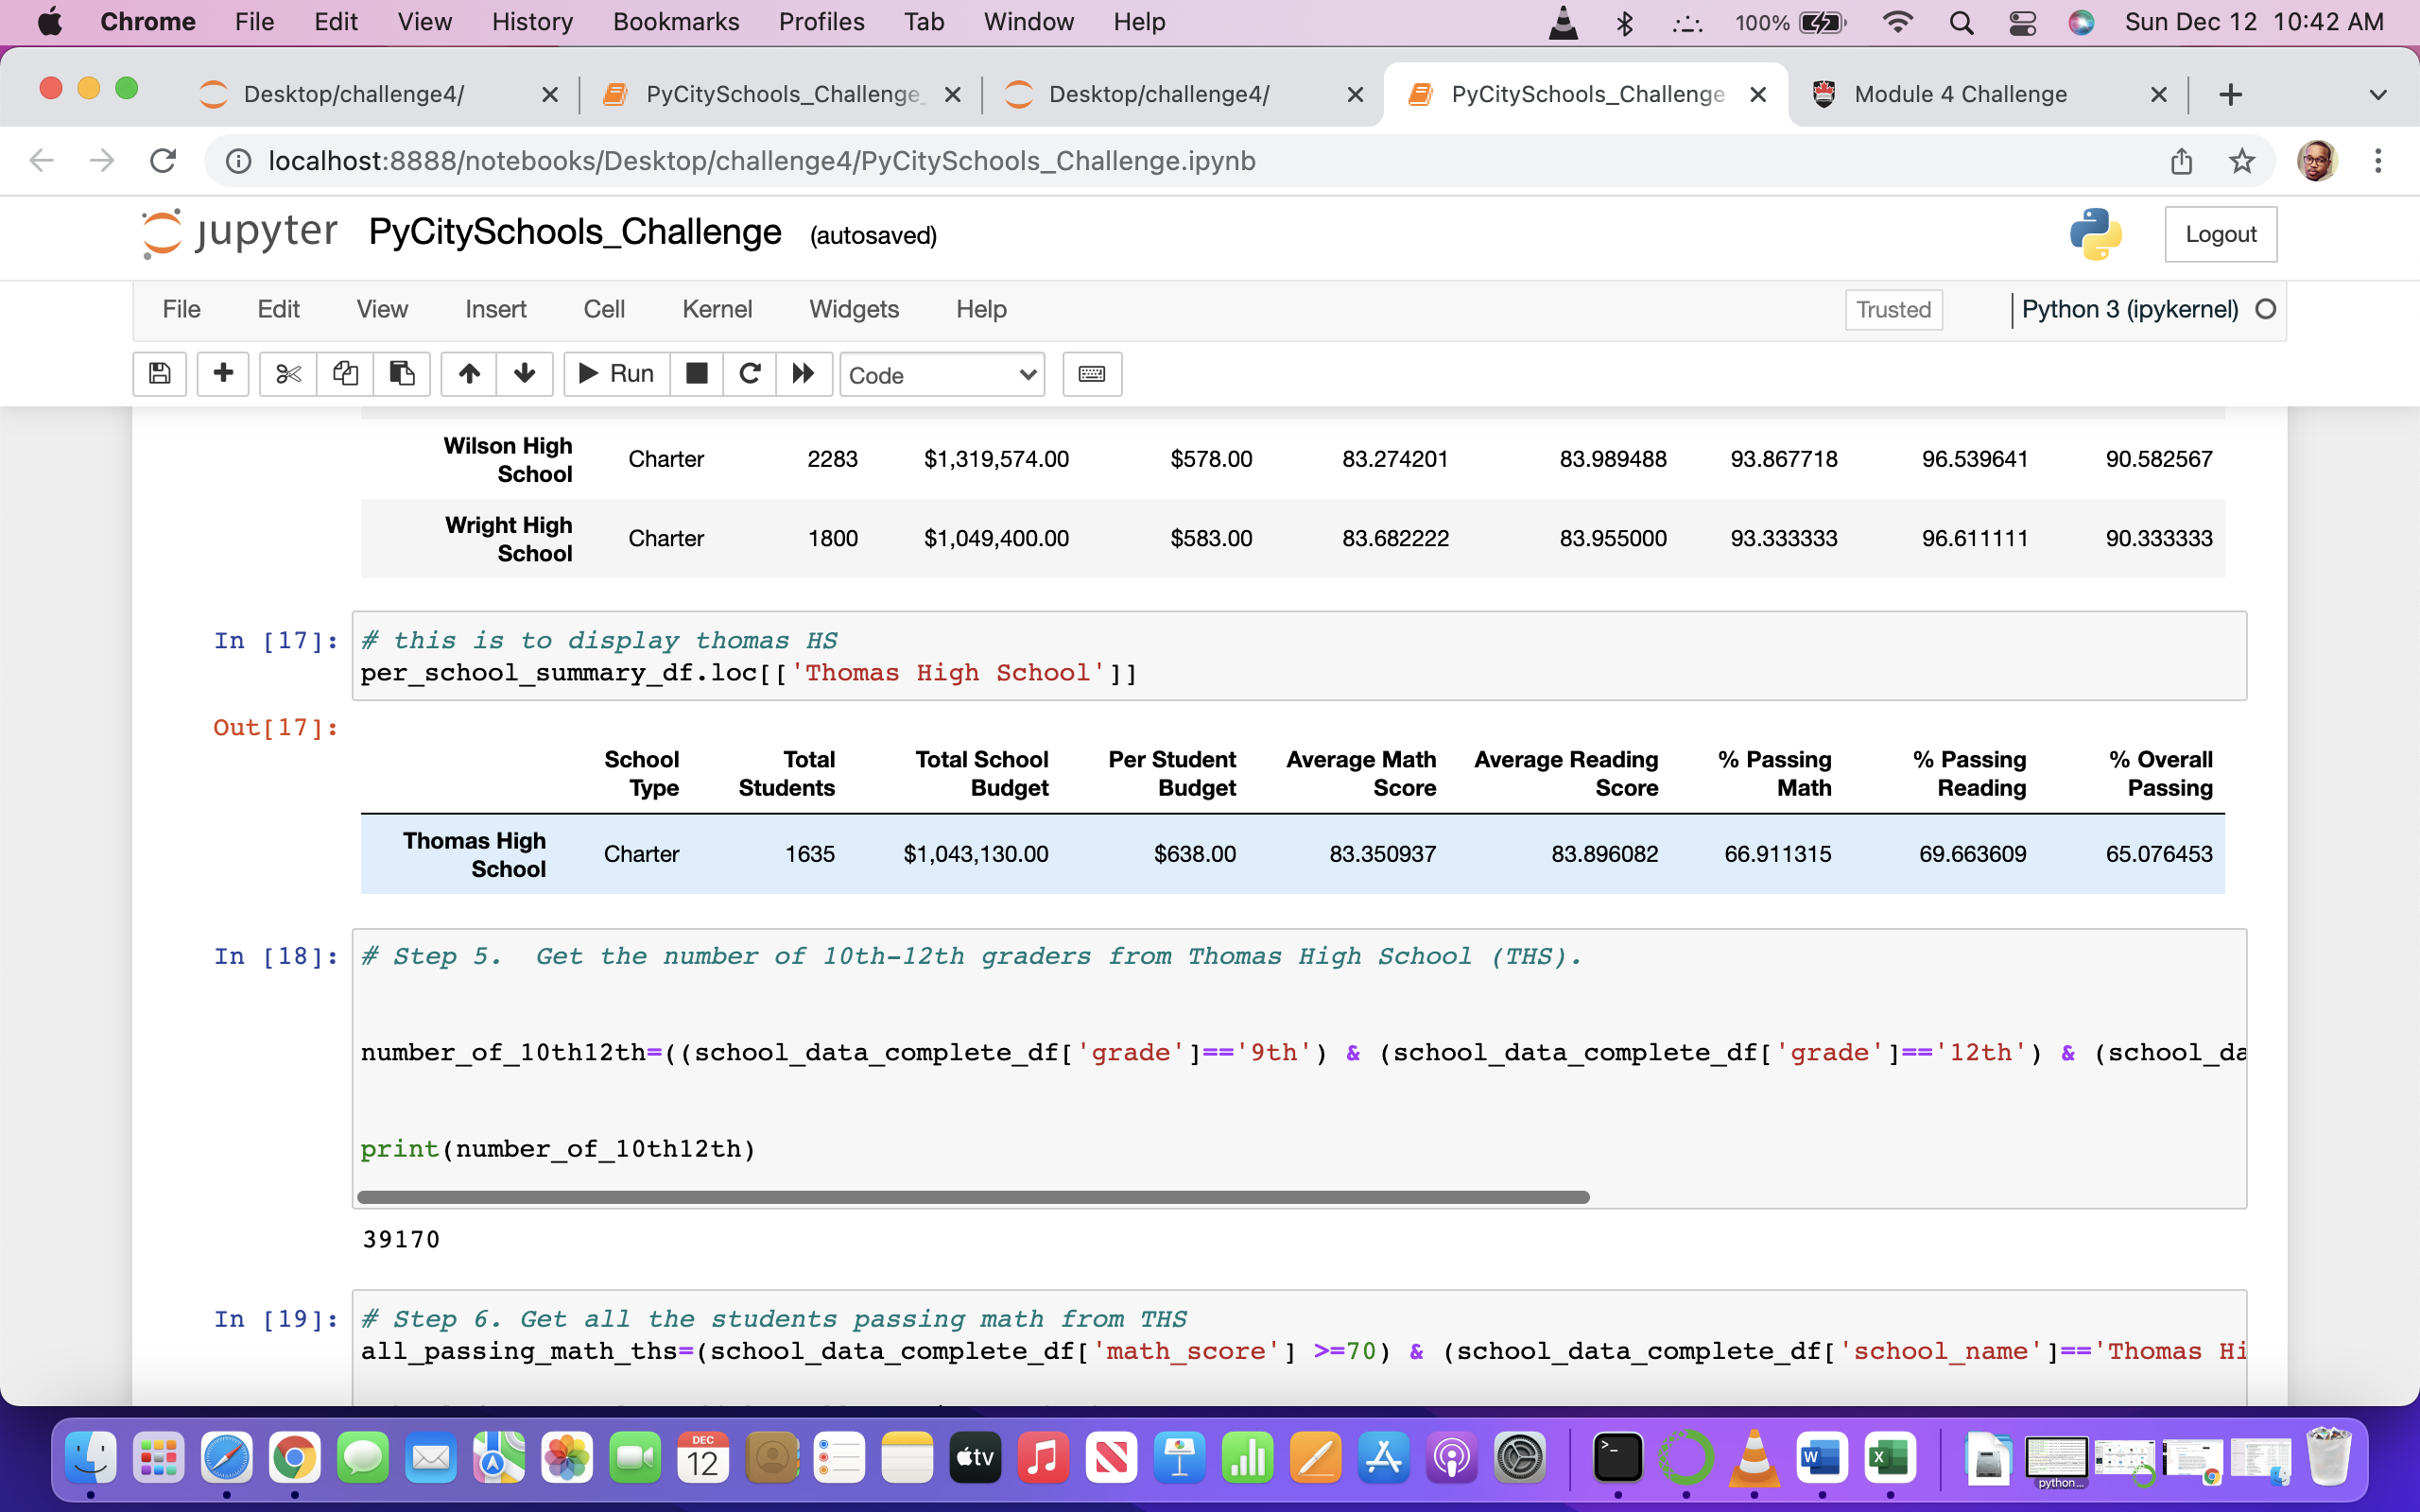 Chrome File Edit View History Bookmarks Profiles Tab Window Help 100% Sun Dec 12 10:42 AM
Desktop/challenge4/ PyCitySchools_Challenge_ Desktop/challenge4/ PyCitySchools_Challenge Module 4 Challenge
localhost:8888/notebooks/Desktop/challenge4/PyCitySchools_Challenge.ipynb
jupyter PyCitySchools_Challenge (autosaved) Logout
File Edit View Insert Cell Kernel Widgets Help Trusted Python 3 (ipykernel)
Run Code
Wilson High School Charter 2283 $1,319,574.00 $578.00 83.274201 83.989488 93.867718 96.539641 90.582567
Wright High School Charter 1800 $1,049,400.00 $583.00 83.682222 83.955000 93.333333 96.611111 90.333333
In [17]: # this is to display thomas HS
per_school_summary_df.loc[['Thomas High School']]
Out[17]:
School Type Total Students Total School Budget Per Student Budget Average Math Score Average Reading Score % Passing Math % Passing Reading % Overall Passing
Thomas High School Charter 1635 $1,043,130.00 $638.00 83.350937 83.896082 66.911315 69.663609 65.076453
In [18]: # Step 5.  Get the number of 10th-12th graders from Thomas High School (THS).
number_of_10th12th=((school_data_complete_df['grade']=='9th') & (school_data_complete_df['grade']=='12th') & (school_da
print(number_of_10th12th)
39170
In [19]: # Step 6. Get all the students passing math from THS
all_passing_math_ths=(school_data_complete_df['math_score'] >=70) & (school_data_complete_df['school_name']=='Thomas Hi
DEC
12
tv
W
X
python...